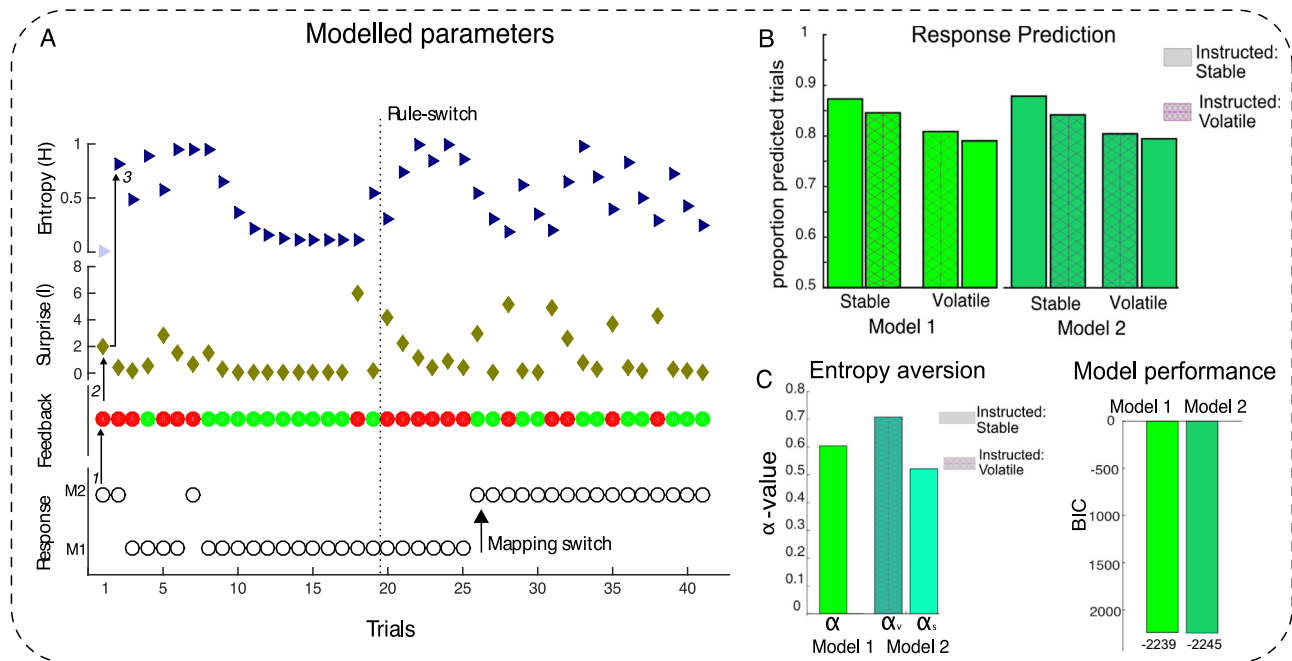 A
Modelled parameters
Rule-switch
Entropy (H)
1
0.5
0
3
Surprise (I)
8
6
4
2
0
2
Feedback
1
Response
M2
M1
Mapping switch
1
5
10
15
20
25
30
35
40
Trials
B
Response Prediction
Instructed:
Stable
Instructed:
Volatile
proportion predicted trials
1
0.9
0.8
0.7
0.6
0.5
Stable
Volatile
Stable
Volatile
Model 1
Model 2
C
Entropy aversion
Instructed:
Stable
Instructed:
Volatile
α-value
0.8
0.7
0.6
0.5
0.4
0.3
0.2
0.1
0
α
αv
αs
Model 1
Model 2
Model performance
Model 1
Model 2
BIC
0
-500
1000
1500
2000
-2239
-2245